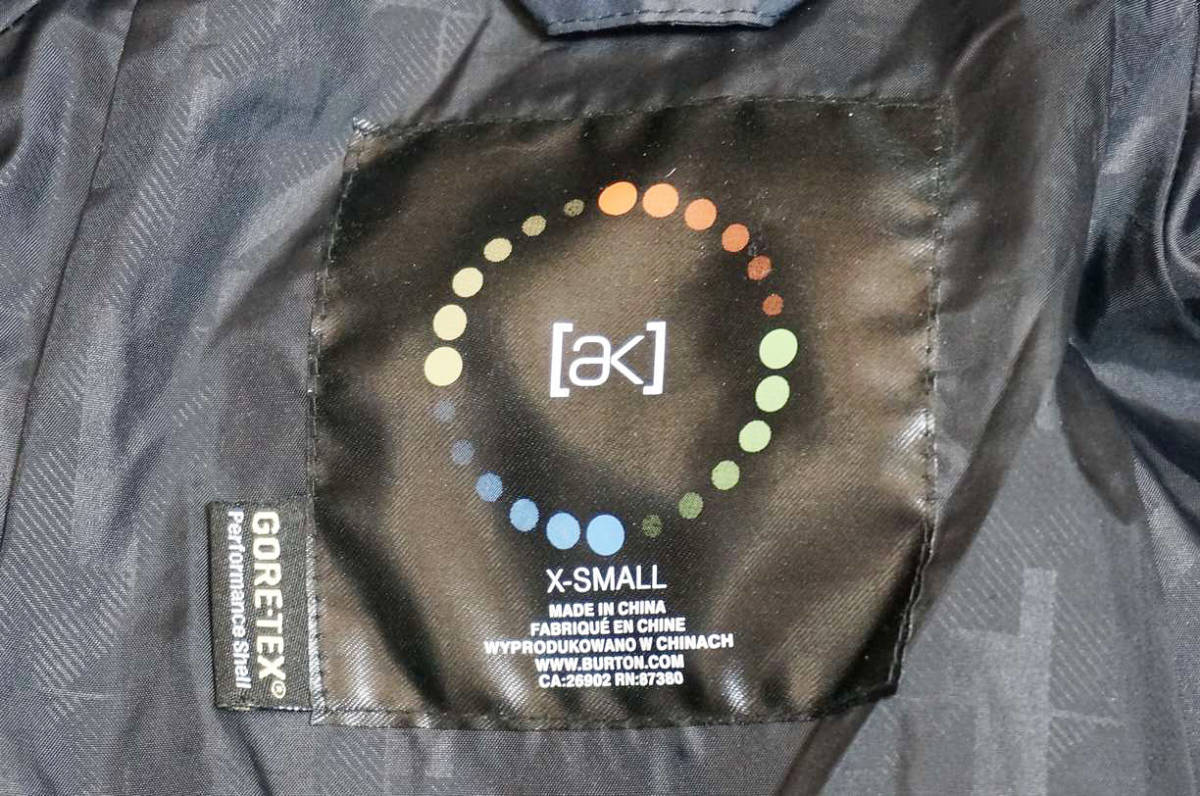 [ak]
X-SMALL
MADE IN CHINA
FABRIQUÉ EN CHINE
WYPRODUKOWANO W CHINACH
WWW.BURTON.COM
CA:26902 RN:87380
GORE-TEX®
Performance Shell